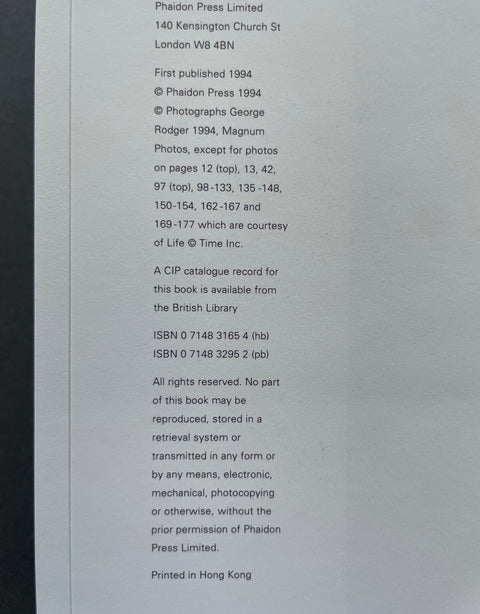 Phaidon Press Limited
140 Kensington Church St
London W8 4BN
First published 1994
© Phaidon Press 1994
© Photographs George
Rodger 1994, Magnum
Photos, except for photos
on pages 12 (top), 13, 42,
97 (top), 98-133, 135-148,
150-154, 162-167 and
169-177 which are courtesy
of Life © Time Inc.
A CIP catalogue record for
this book is available from
the British Library
ISBN 0 7148 3165 4 (hb)
ISBN 0 7148 3295 2 (pb)
All rights reserved. No part
of this book may be
reproduced, stored in a
retrieval system or
transmitted in any form or
by any means, electronic,
mechanical, photocopying
or otherwise, without the
prior permission of Phaidon
Press Limited.
Printed in Hong Kong